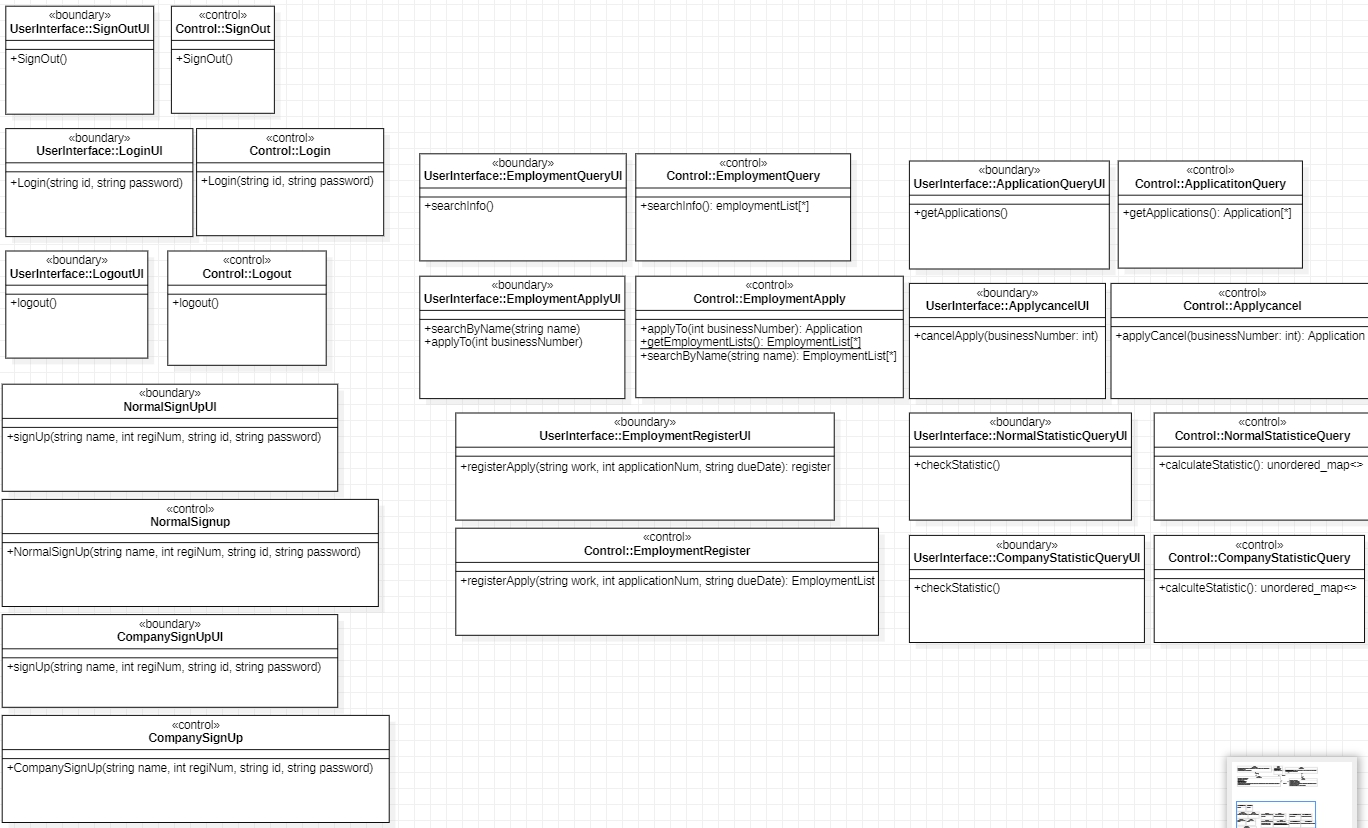 «boundary»
UserInterface::SignOutUI
+SignOut()
«control»
Control::SignOut
+SignOut()
«boundary»
UserInterface::LoginUI
+Login(string id, string password)
«control»
Control::Login
+Login(string id, string password)
«boundary»
UserInterface::LogoutUI
+logout()
«control»
Control::Logout
+logout()
«boundary»
NormalSignUpUI
+signUp(string name, int regiNum, string id, string password)
«control»
NormalSignup
+NormalSignUp(string name, int regiNum, string id, string password)
«boundary»
CompanySignUpUI
+signUp(string name, int regiNum, string id, string password)
«control»
CompanySignUp
+CompanySignUp(string name, int regiNum, string id, string password)
«boundary»
UserInterface::EmploymentQueryUI
+searchInfo()
«control»
Control::EmploymentQuery
+searchInfo(): employmentList[*]
«boundary»
UserInterface::EmploymentApplyUI
+searchByName(string name)
+applyTo(int businessNumber)
«control»
Control::EmploymentApply
+applyTo(int businessNumber): Application
+getEmploymentLists(): EmploymentList[*]
+searchByName(string name): EmploymentList[*]
«boundary»
UserInterface::EmploymentRegisterUI
+registerApply(string work, int applicationNum, string dueDate): register
«control»
Control::EmploymentRegister
+registerApply(string work, int applicationNum, string dueDate): EmploymentList
«boundary»
UserInterface::ApplicationQueryUI
+getApplications()
«control»
Control::ApplicatitonQuery
+getApplications(): Application[*]
«boundary»
UserInterface::ApplycancelUI
+cancelApply(businessNumber: int)
«control»
Control::Applycancel
+applyCancel(businessNumber: int): Application
«boundary»
UserInterface::NormalStatisticQueryUI
+checkStatistic()
«control»
Control::NormalStatisticeQuery
+calculateStatistic(): unordered_map<>
«boundary»
UserInterface::CompanyStatisticQueryUI
+checkStatistic()
«control»
Control::CompanyStatisticQuery
+calculteStatistic(): unordered_map<>